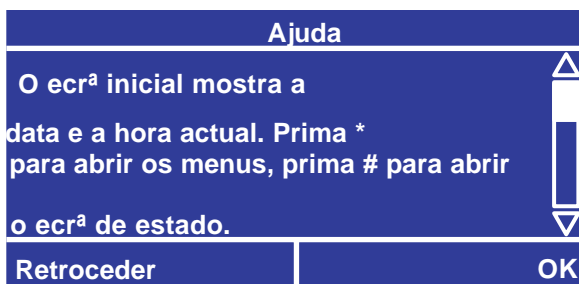 Ajuda
O ecrª inicial mostra a
data e a hora actual. Prima *
para abrir os menus, prima # para abrir
o ecrª de estado.
Retroceder OK